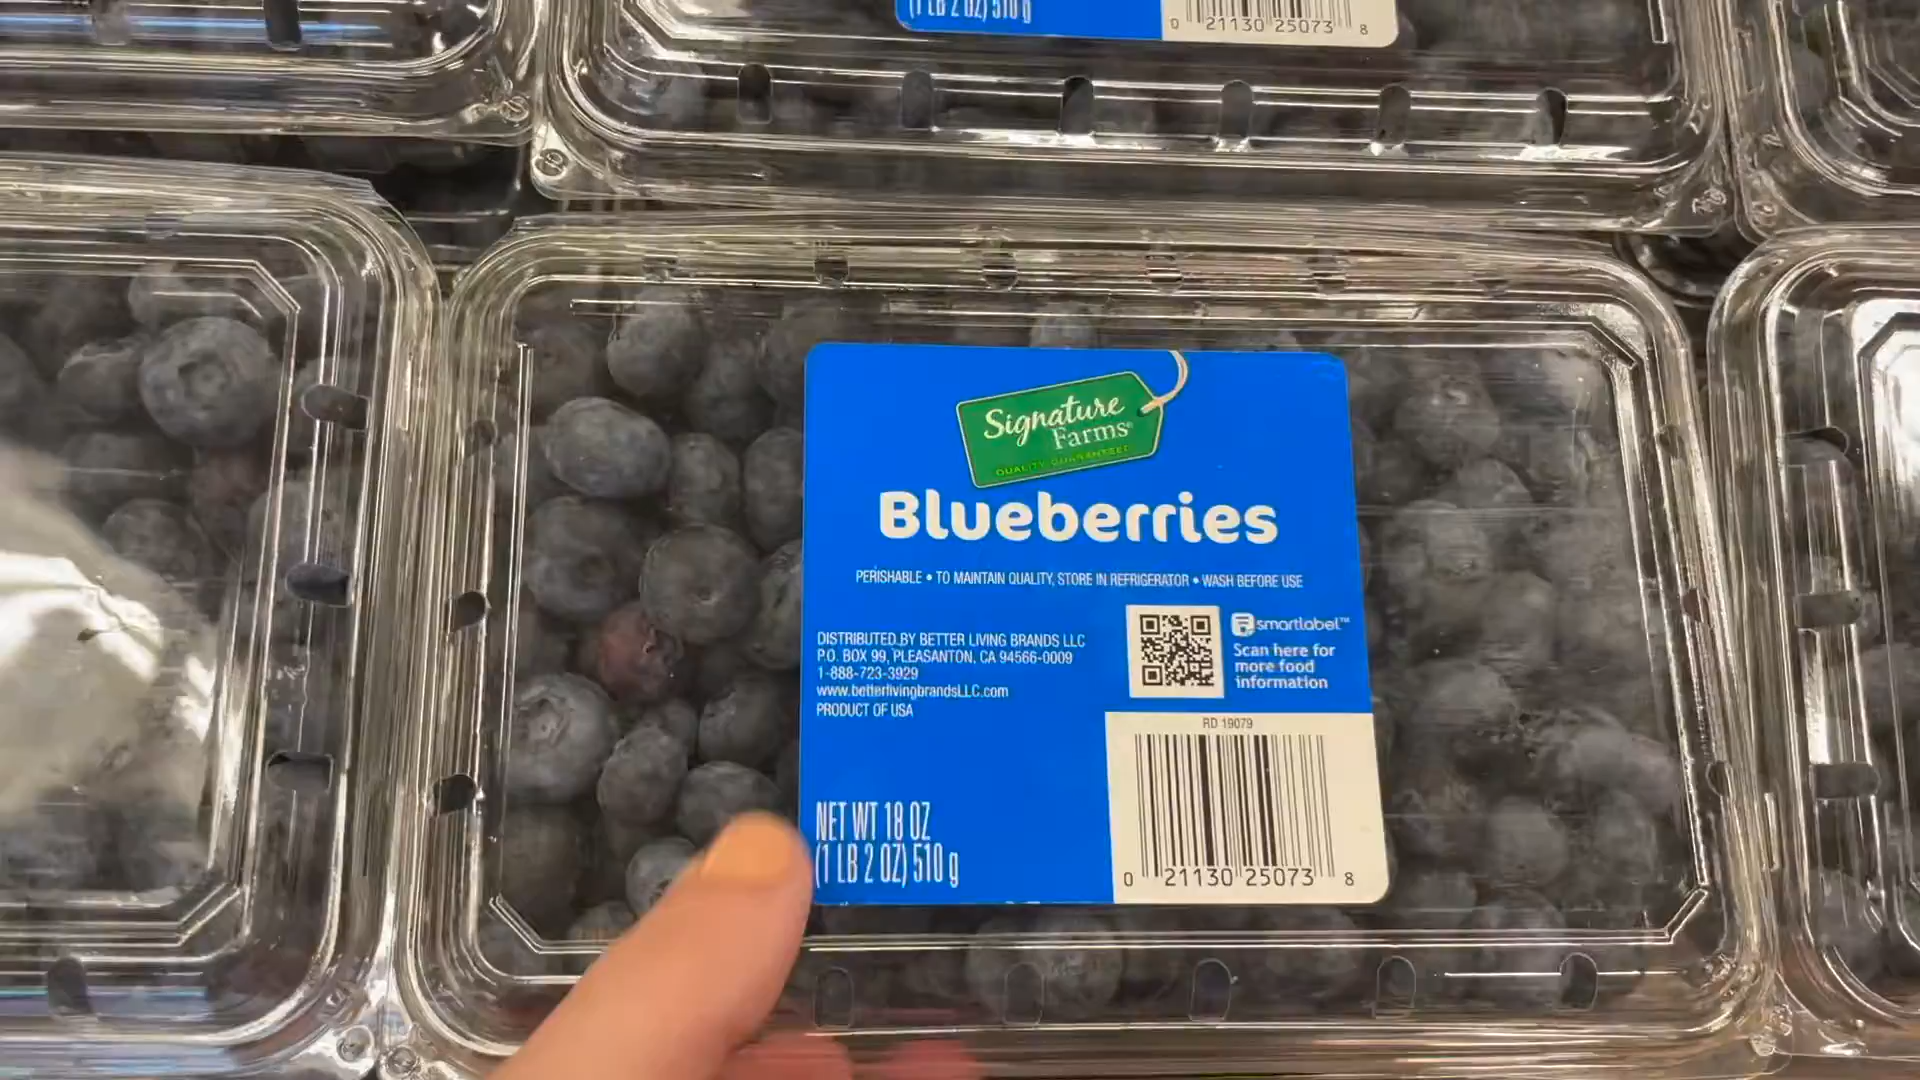 (1 LB 2 OZ) 510 g
0 21130 25073 8
Signature
Farms®
QUALITY GUARANTEED
Blueberries
PERISHABLE • TO MAINTAIN QUALITY, STORE IN REFRIGERATOR • WASH BEFORE USE
DISTRIBUTED BY BETTER LIVING BRANDS LLC
P.O. BOX 99, PLEASANTON, CA 94566-0009
1-888-723-3929
www.betterlivingbrandsLLC.com
PRODUCT OF USA
smartlabel™
Scan here for
more food
information
RD 19079
NET WT 18 OZ
(1 LB 2 OZ) 510 g
0 21130 25073 8